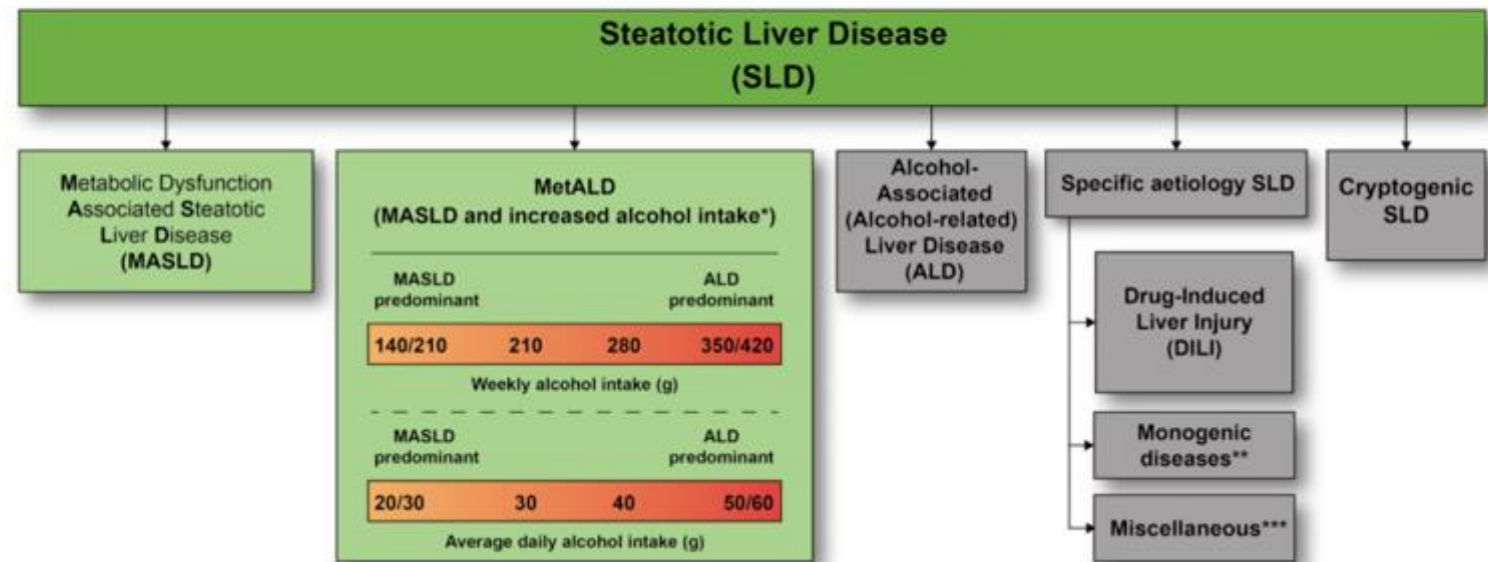 Steatotic Liver Disease
(SLD)
Metabolic Dysfunction
Associated Steatotic
Liver Disease
(MASLD)
MetALD
(MASLD and increased alcohol intake*)
MASLD
predominant
ALD
predominant
140/210 210 280 350/420
Weekly alcohol intake (g)
MASLD
predominant
ALD
predominant
20/30 30 40 50/60
Average daily alcohol intake (g)
Alcohol-
Associated
(Alcohol-related)
Liver Disease
(ALD)
Specific aetiology SLD
Drug-Induced
Liver Injury
(DILI)
Monogenic
diseases**
Miscellaneous***
Cryptogenic
SLD